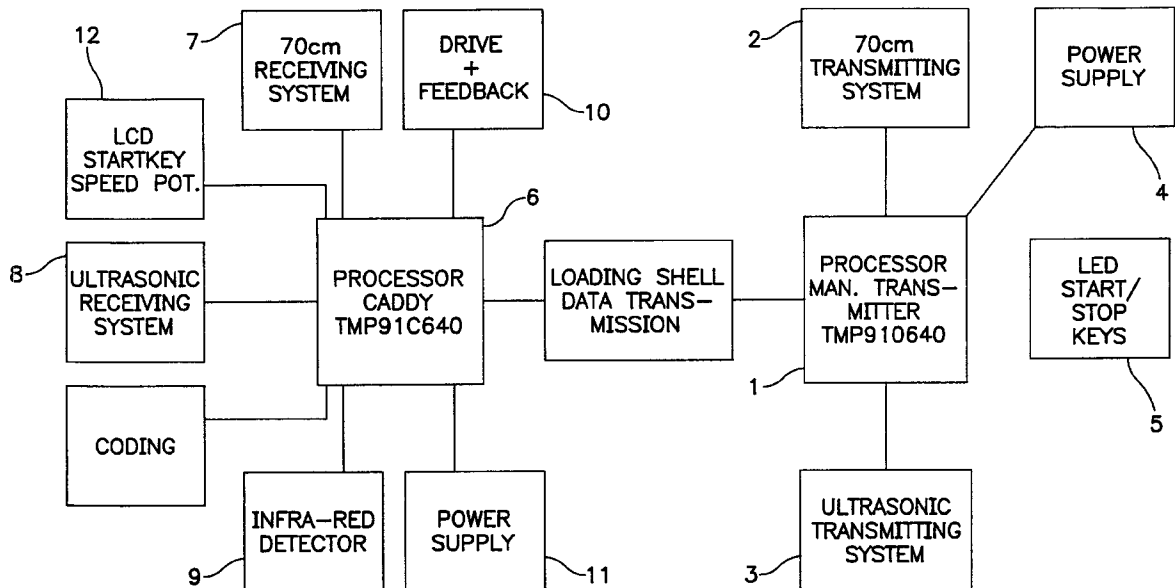 12
7
70cm
RECEIVING
SYSTEM
DRIVE
+
FEEDBACK
10
2
70cm
TRANSMITTING
SYSTEM
POWER
SUPPLY
4
LCD
STARTKEY
SPEED POT.
6
8
ULTRASONIC
RECEIVING
SYSTEM
PROCESSOR
CADDY
TMP91C640
LOADING SHELL
DATA TRANS-
MISSION
PROCESSOR
MAN. TRANS-
MITTER
TMP910640
1
LED
START/
STOP
KEYS
5
CODING
INFRA-RED
DETECTOR
9
POWER
SUPPLY
11
ULTRASONIC
TRANSMITTING
SYSTEM
3